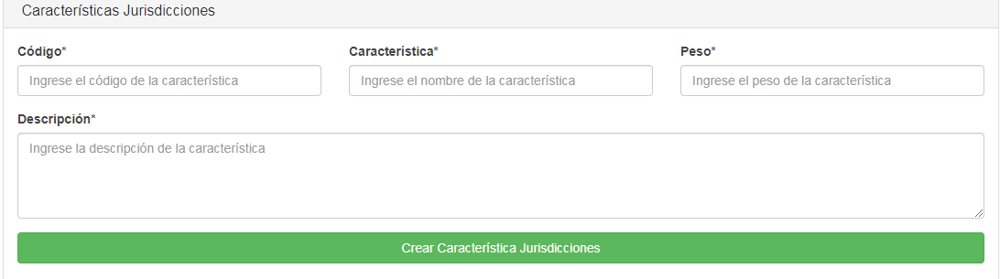 Características Jurisdicciones
Código* Característica* Peso*
Ingrese el código de la característica Ingrese el nombre de la característica Ingrese el peso de la característica
Descripción*
Ingrese la descripción de la característica
Crear Característica Jurisdicciones